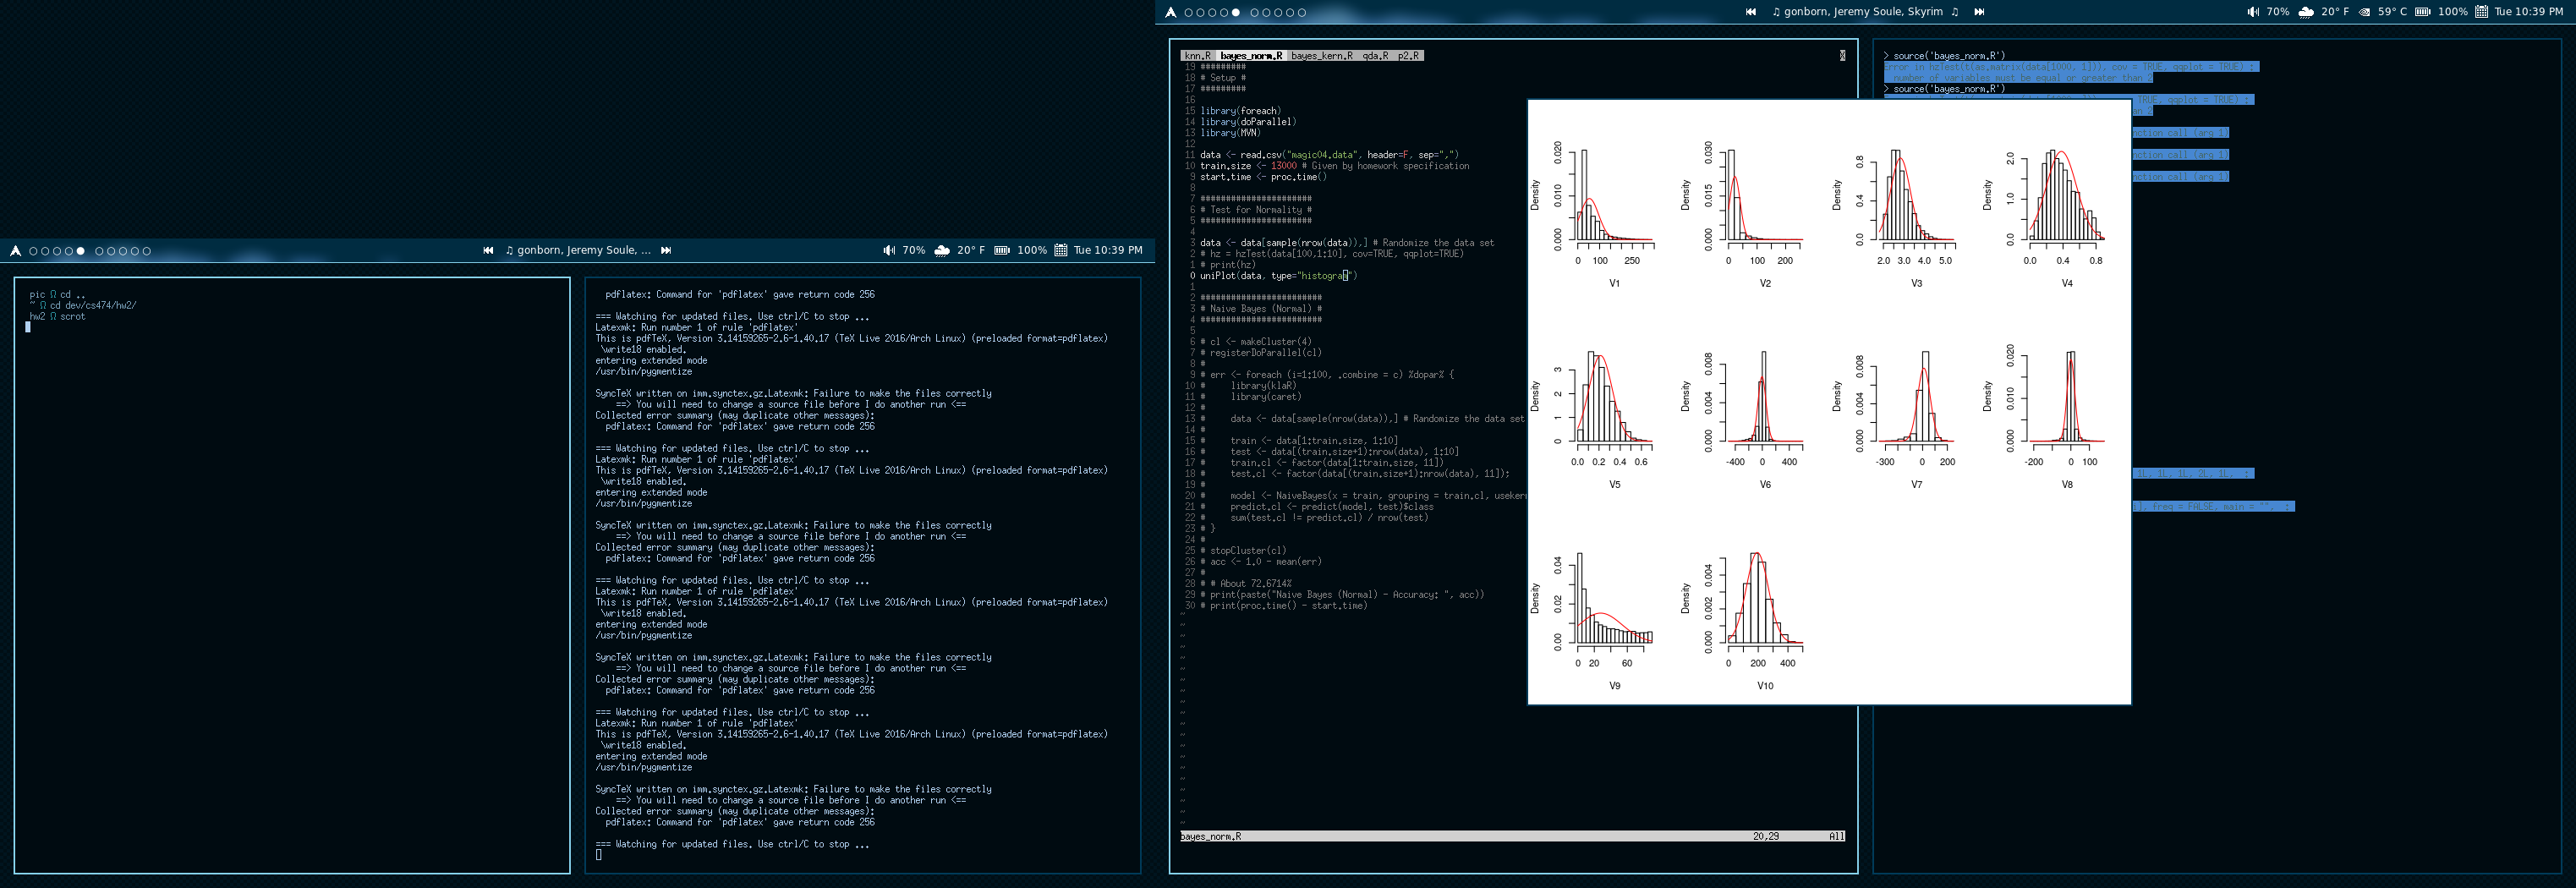 ♫ gonborn, Jeremy Soule, ...
70%
20° F
100%
Tue 10:39 PM
pic Ω cd ..
~ Ω cd dev/cs474/hw2/
hw2 Ω scrot
pdflatex: Command for 'pdflatex' gave return code 256
=== Watching for updated files. Use ctrl/C to stop ...
Latexmk: Run number 1 of rule 'pdflatex'
This is pdfTeX, Version 3.14159265-2.6-1.40.17 (TeX Live 2016/Arch Linux) (preloaded format=pdflatex)
\write18 enabled.
entering extended mode
/usr/bin/pygmentize
SyncTeX written on imm.synctex.gz.Latexmk: Failure to make the files correctly
==> You will need to change a source file before I do another run <==
Collected error summary (may duplicate other messages):
pdflatex: Command for 'pdflatex' gave return code 256
=== Watching for updated files. Use ctrl/C to stop ...
Latexmk: Run number 1 of rule 'pdflatex'
This is pdfTeX, Version 3.14159265-2.6-1.40.17 (TeX Live 2016/Arch Linux) (preloaded format=pdflatex)
\write18 enabled.
entering extended mode
/usr/bin/pygmentize
SyncTeX written on imm.synctex.gz.Latexmk: Failure to make the files correctly
==> You will need to change a source file before I do another run <==
Collected error summary (may duplicate other messages):
pdflatex: Command for 'pdflatex' gave return code 256
=== Watching for updated files. Use ctrl/C to stop ...
Latexmk: Run number 1 of rule 'pdflatex'
This is pdfTeX, Version 3.14159265-2.6-1.40.17 (TeX Live 2016/Arch Linux) (preloaded format=pdflatex)
\write18 enabled.
entering extended mode
/usr/bin/pygmentize
SyncTeX written on imm.synctex.gz.Latexmk: Failure to make the files correctly
==> You will need to change a source file before I do another run <==
Collected error summary (may duplicate other messages):
pdflatex: Command for 'pdflatex' gave return code 256
=== Watching for updated files. Use ctrl/C to stop ...
Latexmk: Run number 1 of rule 'pdflatex'
This is pdfTeX, Version 3.14159265-2.6-1.40.17 (TeX Live 2016/Arch Linux) (preloaded format=pdflatex)
\write18 enabled.
entering extended mode
/usr/bin/pygmentize
SyncTeX written on imm.synctex.gz.Latexmk: Failure to make the files correctly
==> You will need to change a source file before I do another run <==
Collected error summary (may duplicate other messages):
pdflatex: Command for 'pdflatex' gave return code 256
=== Watching for updated files. Use ctrl/C to stop ...
♫ gonborn, Jeremy Soule, Skyrim ♫
70%
20° F
59° C
100%
Tue 10:39 PM
knn.R bayes_norm.R bayes_kern.R qda.R p2.R X
19 #########
18 # Setup #
17 #########
16
15 library(foreach)
14 library(doParallel)
13 library(MVN)
12
11 data <- read.csv("magic04.data", header=F, sep=",")
10 train.size <- 13000 # Given by homework specification
9 start.time <- proc.time()
8
7 ######################
6 # Test for Normality #
5 ######################
4
3 data <- data[sample(nrow(data)),] # Randomize the data set
2 # hz = hzTest(data[100,1:10], cov=TRUE, qqplot=TRUE)
1 # print(hz)
0 uniPlot(data, type="histogram")
1
2 ########################
3 # Naive Bayes (Normal) #
4 ########################
5
6 # cl <- makeCluster(4)
7 # registerDoParallel(cl)
8 #
9 # err <- foreach (i=1:100, .combine = c) %dopar% {
10 # library(klaR)
11 # library(caret)
12 #
13 # data <- data[sample(nrow(data)),] # Randomize the data set
14 #
15 # train <- data[1:train.size, 1:10]
16 # test <- data[(train.size+1):nrow(data), 1:10]
17 # train.cl <- factor(data[1:train.size, 11])
18 # test.cl <- factor(data[(train.size+1):nrow(data), 11]);
19 #
20 # model <- NaiveBayes(x = train, grouping = train.cl, useker
21 # predict.cl <- predict(model, test)$class
22 # sum(test.cl != predict.cl) / nrow(test)
23 # }
24 #
25 # stopCluster(cl)
26 # acc <- 1.0 - mean(err)
27 #
28 # # About 72.6714%
29 # print(paste("Naive Bayes (Normal) - Accuracy: ", acc))
30 # print(proc.time() - start.time)
bayes_norm.R 20,29 All
> source('bayes_norm.R')
Error in hzTest(t(as.matrix(data[1000, 1])), cov = TRUE, qqplot = TRUE) :
number of variables must be equal or greater than 2
> source('bayes_norm.R')
TRUE, qqplot = TRUE) :
an 2
nction call (arg 1)
nction call (arg 1)
nction call (arg 1)
1L, 1L, 1L, 2L, 1L, :
], freq = FALSE, main = "", :
Density
0.000 0.010 0.020
0 100 250
V1
Density
0.000 0.015 0.030
0 100 200
V2
Density
0.0 0.4 0.8
2.0 3.0 4.0 5.0
V3
Density
0.0 1.0 2.0
0.0 0.4 0.8
V4
Density
0 1 2 3
0.0 0.2 0.4 0.6
V5
Density
0.000 0.004 0.008
-400 0 400
V6
Density
0.000 0.004 0.008
-300 0 200
V7
Density
0.000 0.010 0.020
-200 0 100
V8
Density
0.00 0.02 0.04
0 20 60
V9
Density
0.000 0.002 0.004
0 200 400
V10